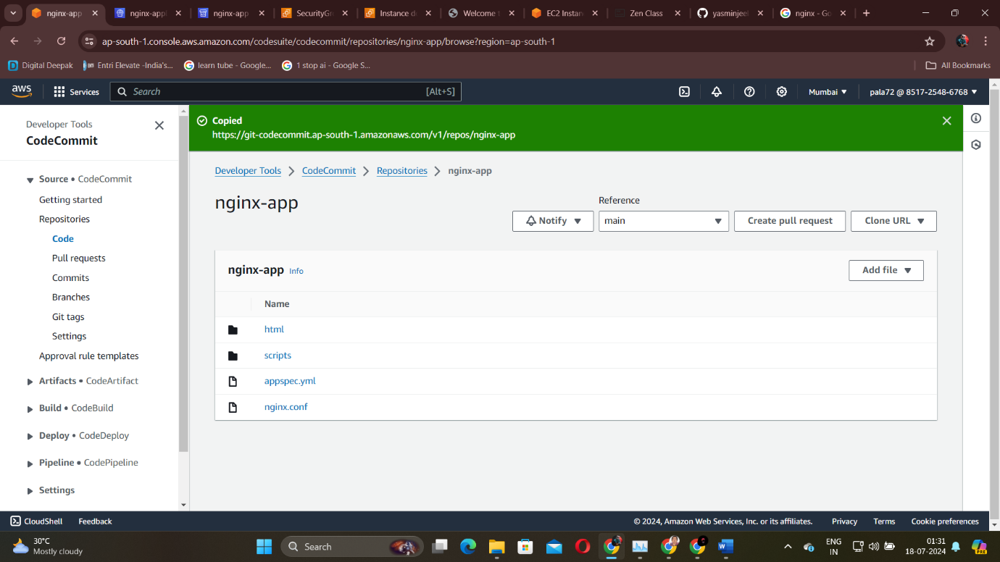 nginx-app
nginx-appl
nginx-app
SecurityGr
Instance de
Welcome t
EC2 Instan
Zen Class
yasminjeel
nginx - Go
ap-south-1.console.aws.amazon.com/codesuite/codecommit/repositories/nginx-app/browse?region=ap-south-1
Digital Deepak
Entri Elevate -India's...
learn tube - Google...
1 stop ai - Google S...
All Bookmarks
aws
Services
Search
[Alt+S]
Mumbai
pala72 @ 8517-2548-6768
Developer Tools
CodeCommit
Source • CodeCommit
Getting started
Repositories
Code
Pull requests
Commits
Branches
Git tags
Settings
Approval rule templates
Artifacts • CodeArtifact
Build • CodeBuild
Deploy • CodeDeploy
Pipeline • CodePipeline
Settings
Copied
https://git-codecommit.ap-south-1.amazonaws.com/v1/repos/nginx-app
Developer Tools
CodeCommit
Repositories
nginx-app
nginx-app
Reference
Notify
main
Create pull request
Clone URL
nginx-app Info
Add file
Name
html
scripts
appspec.yml
nginx.conf
CloudShell
Feedback
© 2024, Amazon Web Services, Inc. or its affiliates.
Privacy
Terms
Cookie preferences
30°C
Mostly cloudy
Search
ENG
IN
01:31
18-07-2024
PRE